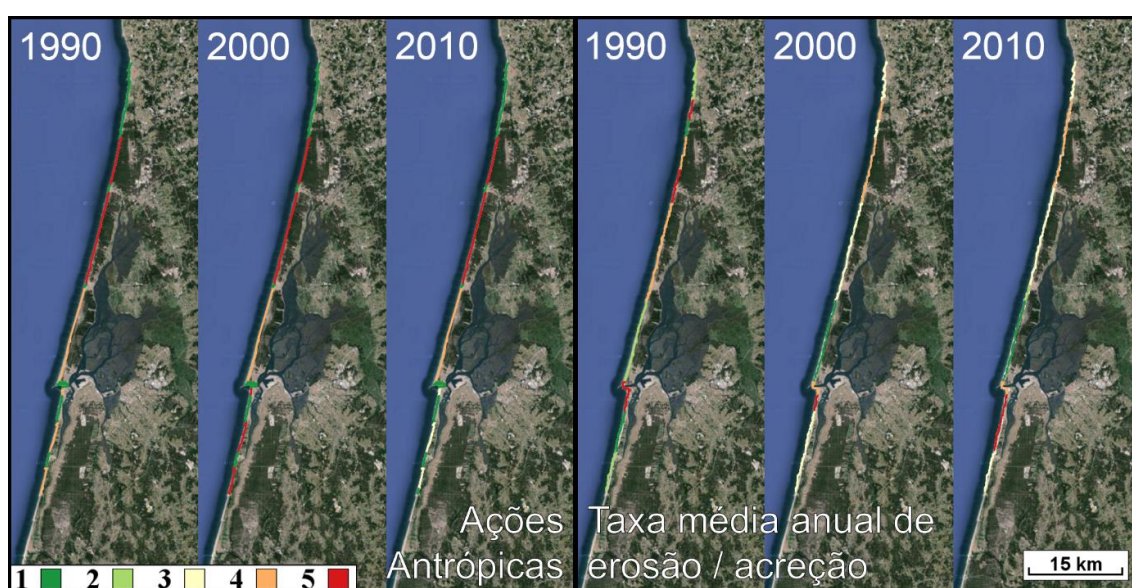 1990
2000
2010
1990
2000
2010
Ações
Antrópicas
Taxa média anual de
erosão / acreção
1 2 3 4 5
15 km